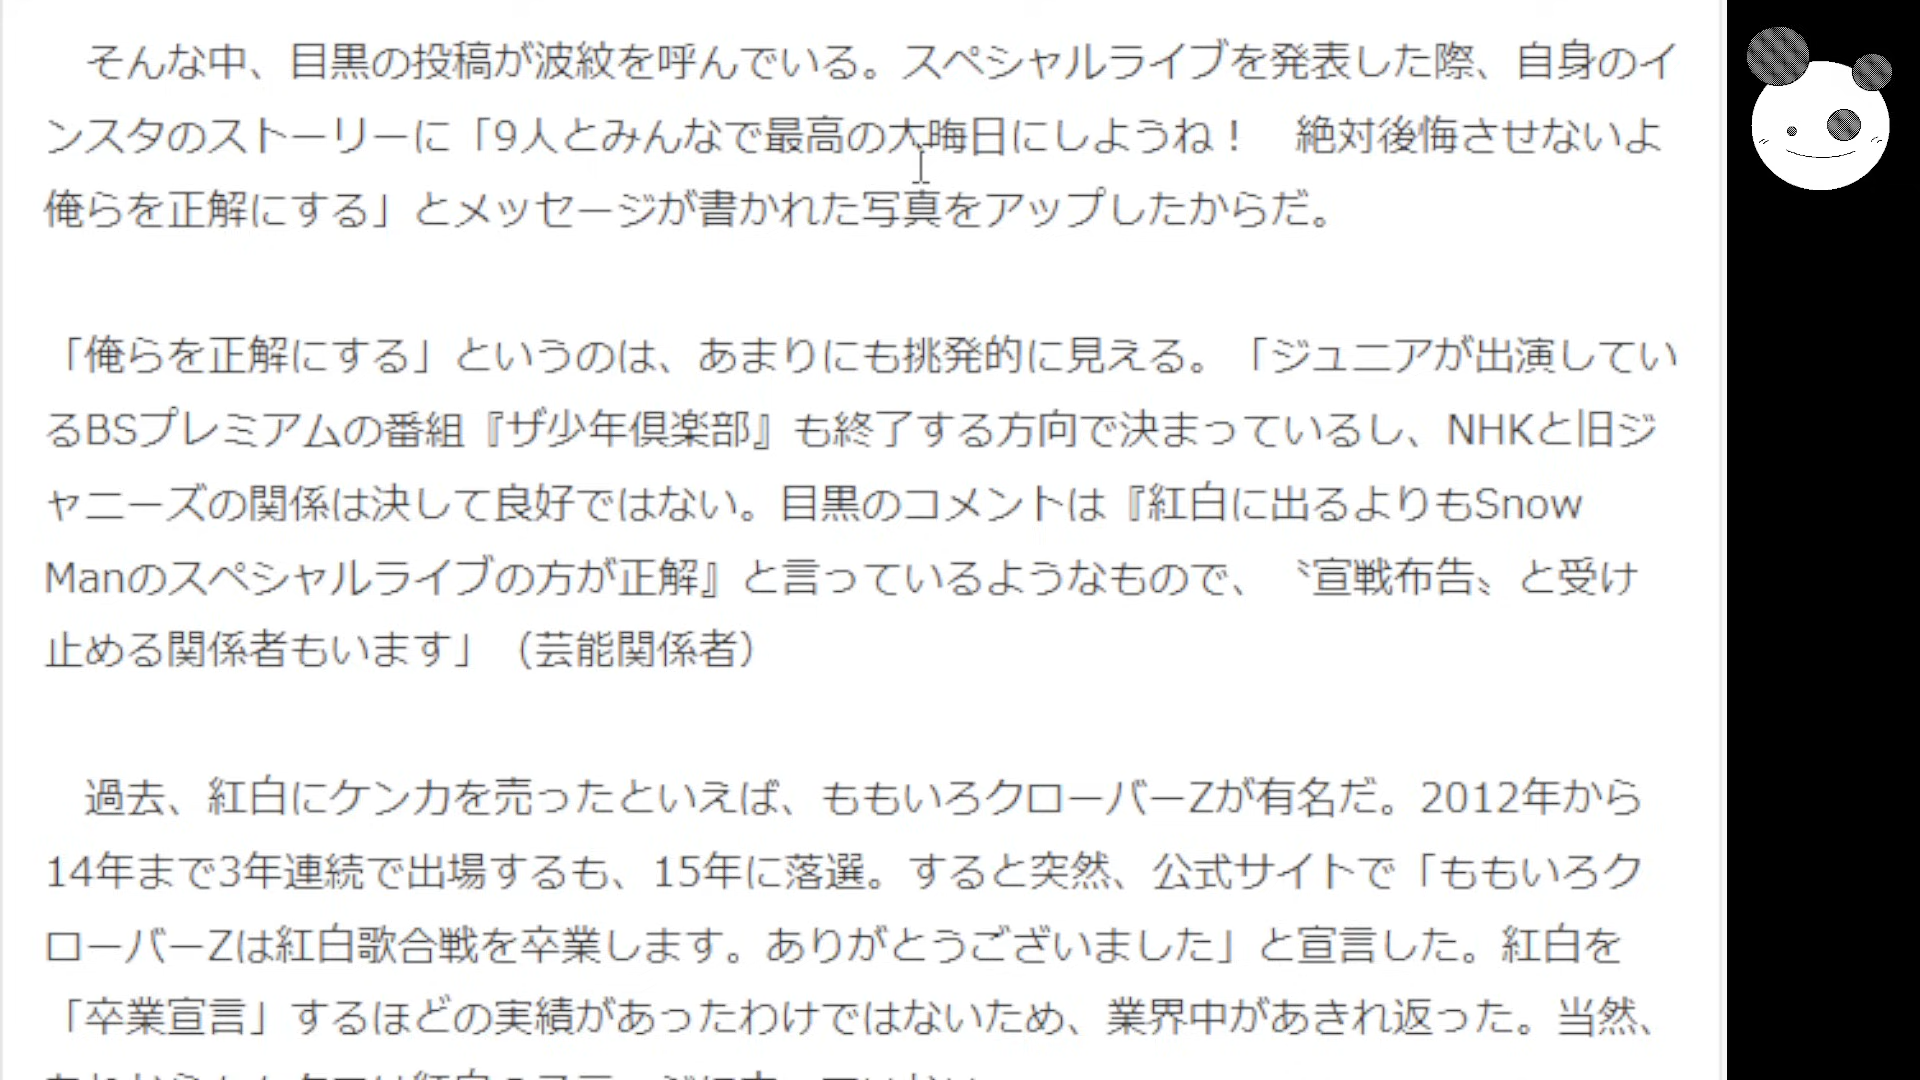 そんな中、目黒の投稿が波紋を呼んでいる。スペシャルライブを発表した際、自身のイ
ンスタのストーリーに「9人とみんなで最高の大晦日にしようね！　絶対後悔させないよ
俺らを正解にする」とメッセージが書かれた写真をアップしたからだ。
「俺らを正解にする」というのは、あまりにも挑発的に見える。「ジュニアが出演してい
るBSプレミアムの番組『ザ少年倶楽部』も終了する方向で決まっているし、NHKと旧ジ
ャニーズの関係は決して良好ではない。目黒のコメントは『紅白に出るよりもSnow
Manのスペシャルライブの方が正解』と言っているようなもので、〝宣戦布告〟と受け
止める関係者もいます」（芸能関係者）
過去、紅白にケンカを売ったといえば、ももいろクローバーZが有名だ。2012年から
14年まで3年連続で出場するも、15年に落選。すると突然、公式サイトで「ももいろク
ローバーZは紅白歌合戦を卒業します。ありがとうございました」と宣言した。紅白を
「卒業宣言」するほどの実績があったわけではないため、業界中があきれ返った。当然、